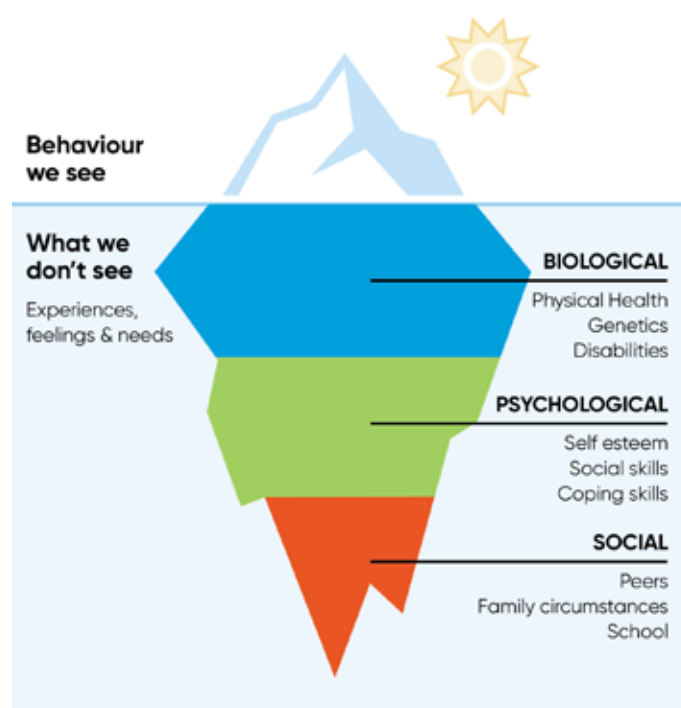 Behaviour
we see
What we
don't see
Experiences,
feelings & needs
BIOLOGICAL
Physical Health
Genetics
Disabilities
PSYCHOLOGICAL
Self esteem
Social skills
Coping skills
SOCIAL
Peers
Family circumstances
School